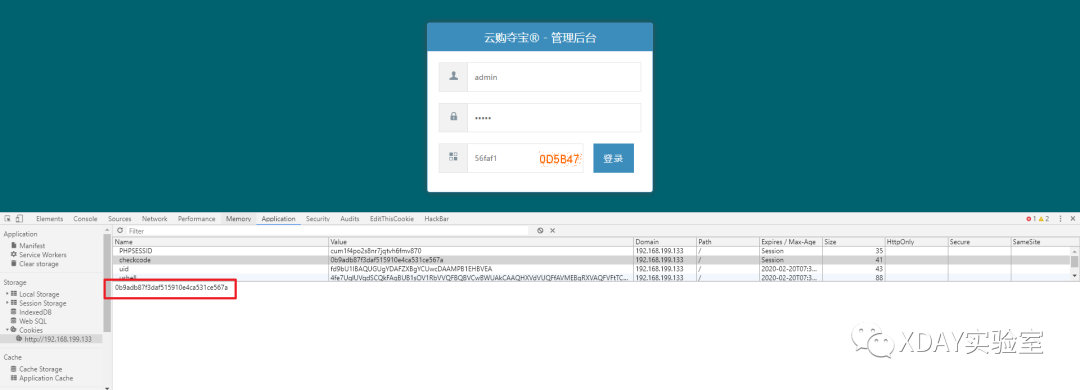 云购夺宝® - 管理后台
admin
•••••
56faf1 0D5B47 登录
Elements Console Sources Network Performance Memory Application Security Audits EditThisCookie HackBar 1 2
Application
Manifest
Service Workers
Clear storage
Storage
Local Storage
Session Storage
IndexedDB
Web SQL
Cookies
http://192.168.199.133
Cache
Cache Storage
Application Cache
Filter
Name Value Domain Path Expires / Max-Age Size HttpOnly Secure SameSite
PHPSESSID cum1f4po2s8nr7jqtvh6fmv870 192.168.199.133 / Session 35
checkcode 0b9adb87f3daf515910e4ca531ce567a 192.168.199.133 / Session 41
uid 192.168.199.133 / 2020-02-20T07:3... 43
ushell 192.168.199.133 / 2020-02-20T07:3... 88
0b9adb87f3daf515910e4ca531ce567a
XDAY实验室